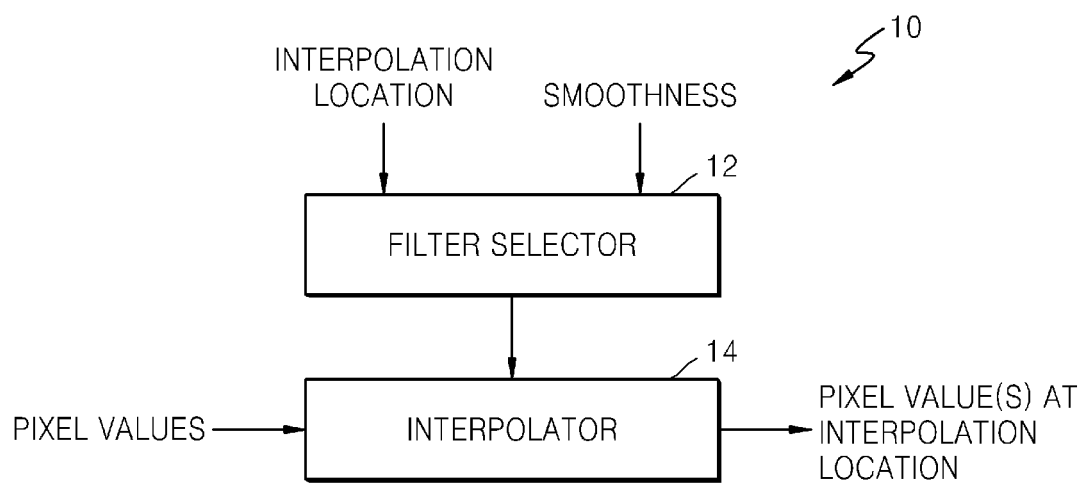 10
INTERPOLATION
LOCATION
SMOOTHNESS
12
FILTER SELECTOR
14
PIXEL VALUES
INTERPOLATOR
PIXEL VALUE(S) AT
INTERPOLATION
LOCATION